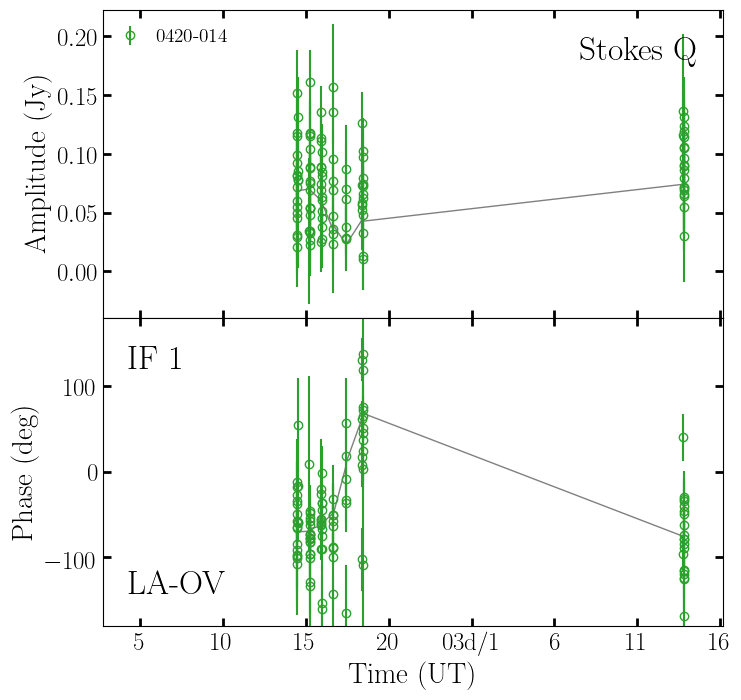 0420-014
Stokes Q
0.20
0.15
0.10
0.05
0.00
Amplitude (Jy)
IF 1
100
0
−100
Phase (deg)
LA-OV
5 10 15 20 03d/1 6 11 16
Time (UT)